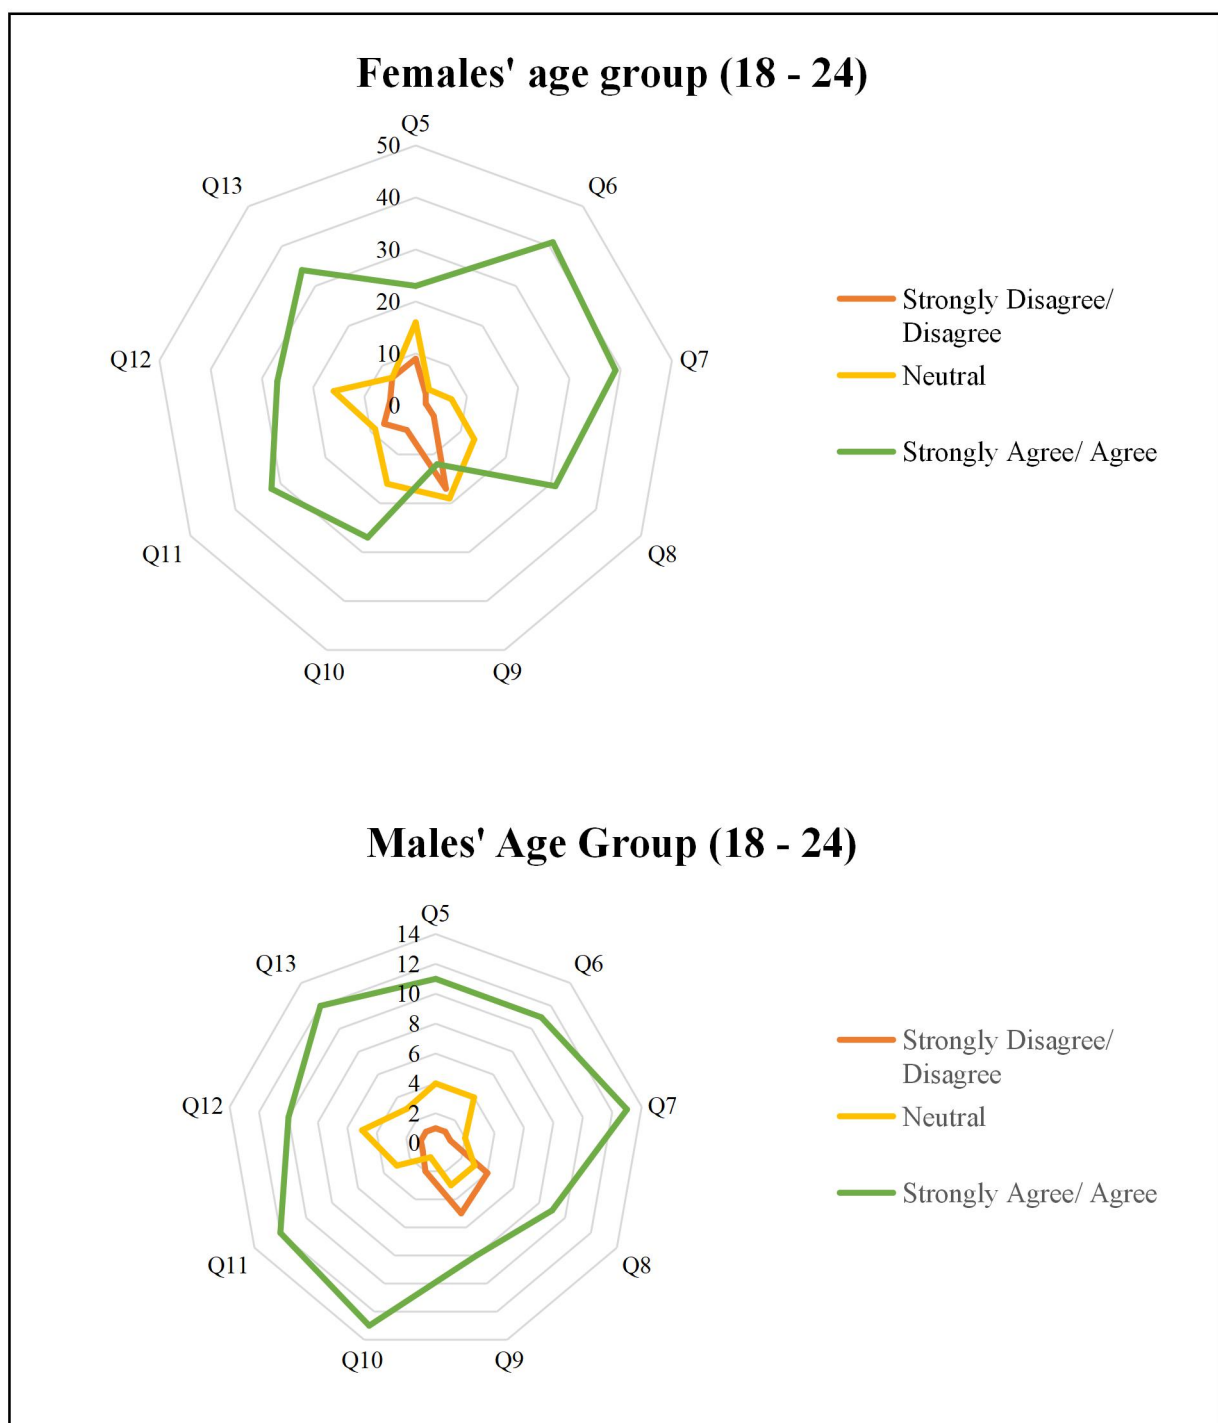 Females' age group (18 - 24)
Q5
50
Q13
Q6
40
30
20
Q12
Q7
10
0
Q11
Q8
Q10
Q9
Strongly Disagree/
Disagree
Neutral
Strongly Agree/ Agree
Males' Age Group (18 - 24)
Q5
14
Q13
Q6
12
10
8
6
Q12
Q7
4
2
0
Q11
Q8
Q10
Q9
Strongly Disagree/
Disagree
Neutral
Strongly Agree/ Agree